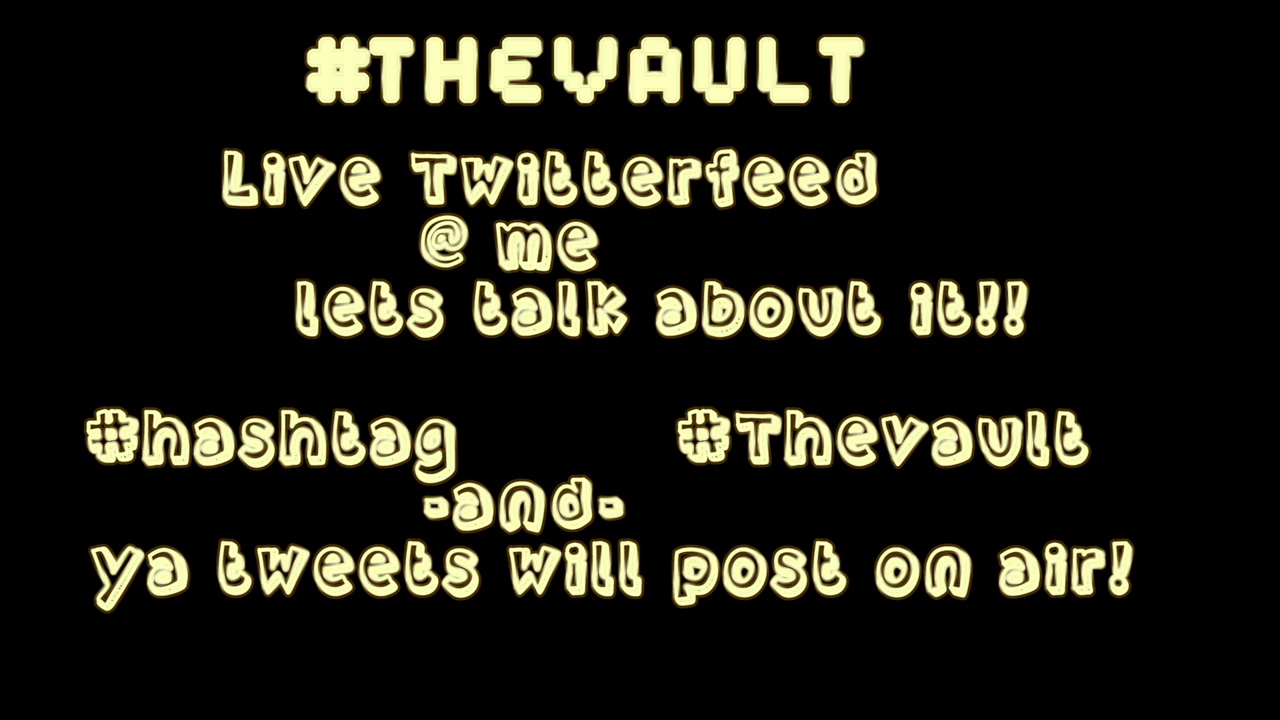 #THEVAULT
Live Twitterfeed
@ me
lets talk about it!!
#hashtag #Thevault
-and-
ya tweets will post on air!